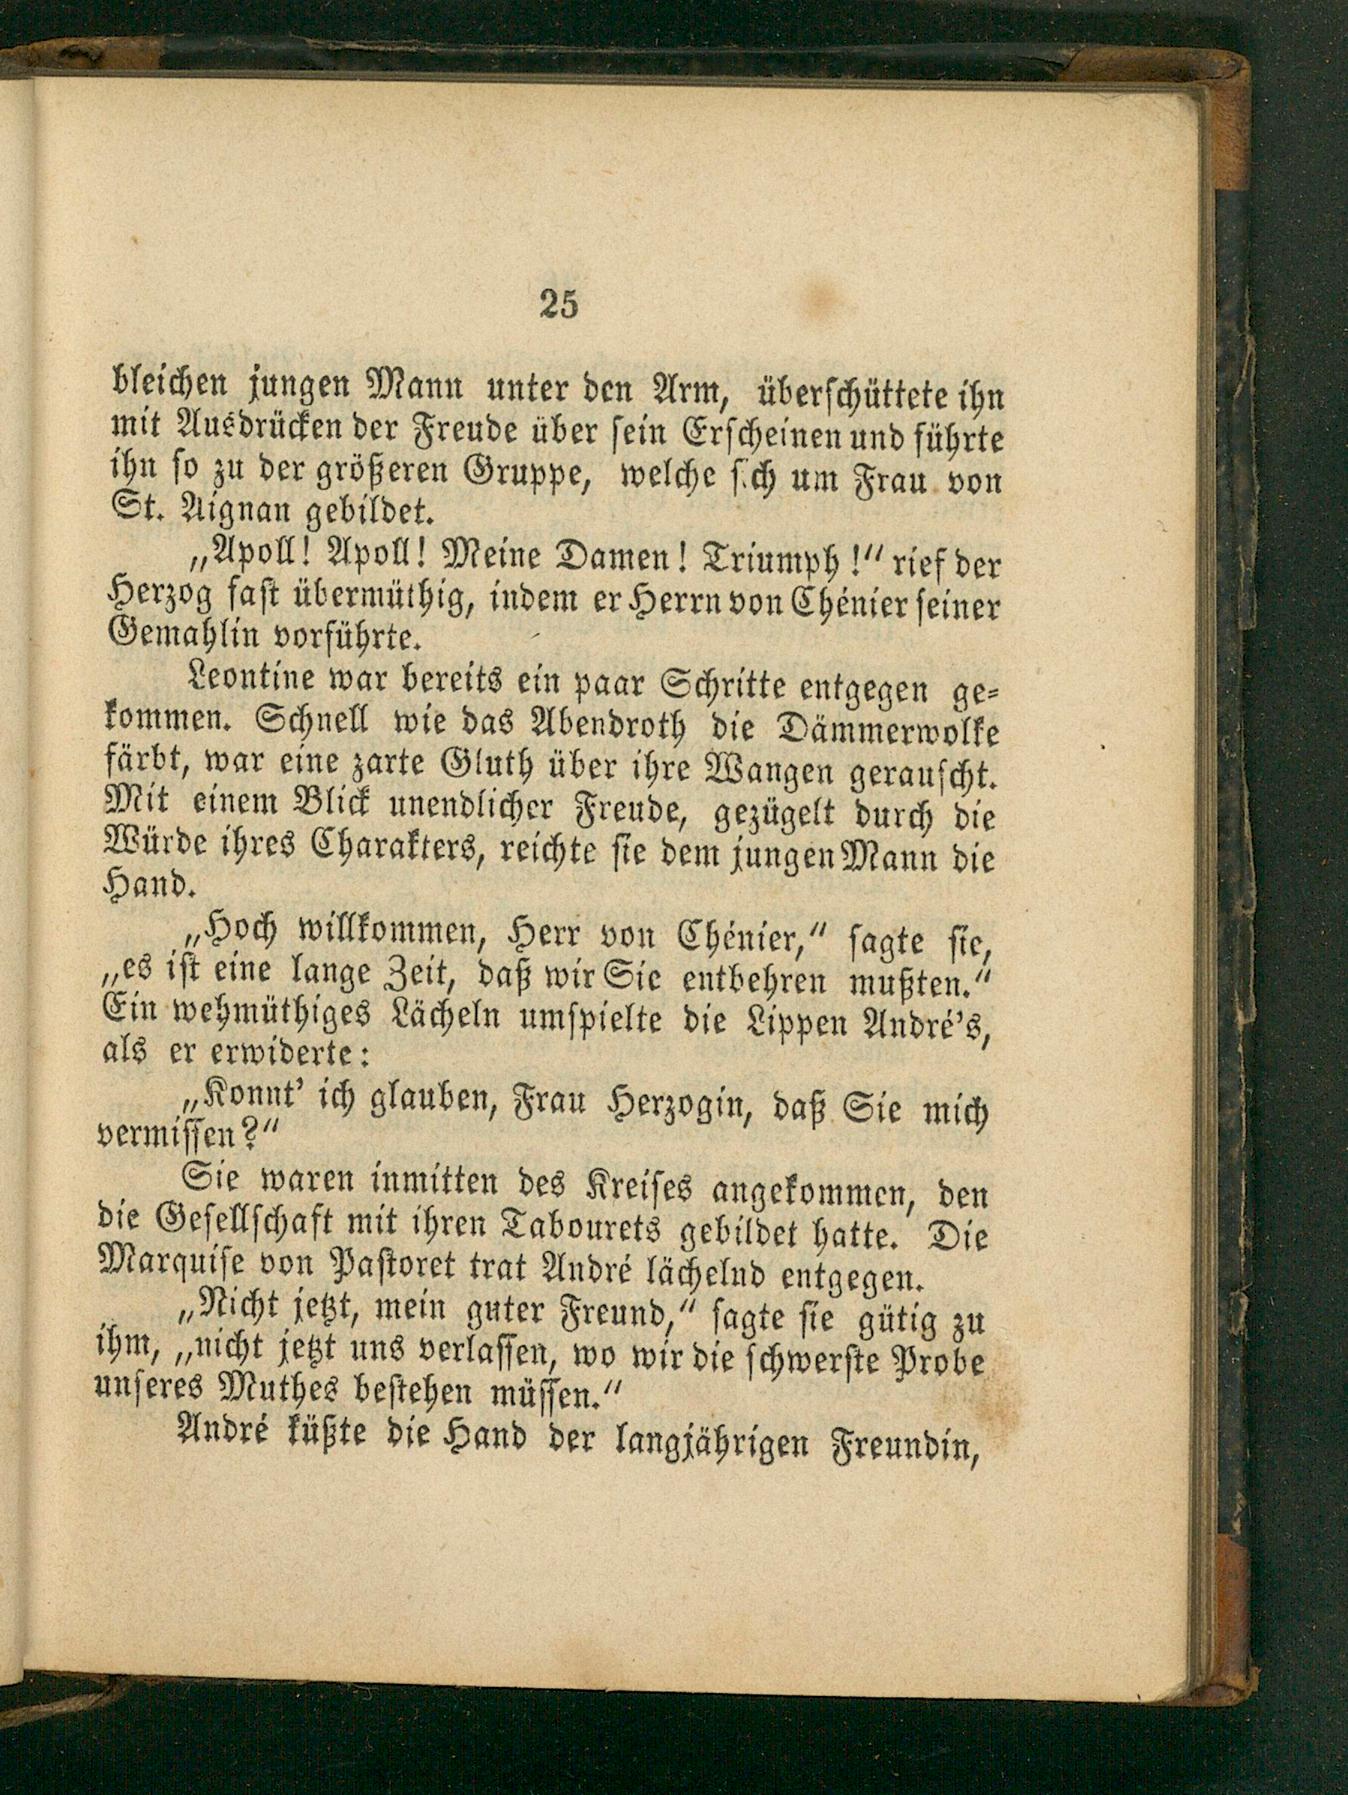 25
bleichen jungen Mann unter den Arm, überschüttete ihn
mit Ausdrücken der Freude über sein Erscheinen und führte
ihn so zu der größeren Gruppe, welche sich um Frau von
St. Aignan gebildet.
„Apoll! Apoll! Meine Damen! Triumph!“ rief der
Herzog fast übermüthig, indem er Herrn von Chénier seiner
Gemahlin vorführte.
Leontine war bereits ein paar Schritte entgegen ge-
kommen. Schnell wie das Abendroth die Dämmerwolke
färbt, war eine zarte Gluth über ihre Wangen gerauscht.
Mit einem Blick unendlicher Freude, gezügelt durch die
Würde ihres Charakters, reichte sie dem jungen Mann die
Hand.
„Hoch willkommen, Herr von Chénier,“ sagte sie,
„es ist eine lange Zeit, daß wir Sie entbehren mußten.“
Ein wehmüthiges Lächeln umspielte die Lippen André's,
als er erwiderte:
„Konnt' ich glauben, Frau Herzogin, daß Sie mich
vermissen?“
Sie waren inmitten des Kreises angekommen, den
die Gesellschaft mit ihren Tabourets gebildet hatte. Die
Marquise von Pastoret trat André lächelnd entgegen.
„Nicht jetzt, mein guter Freund,“ sagte sie gütig zu
ihm, „nicht jetzt uns verlassen, wo wir die schwerste Probe
unseres Muthes bestehen müssen.“
André küßte die Hand der langjährigen Freundin,